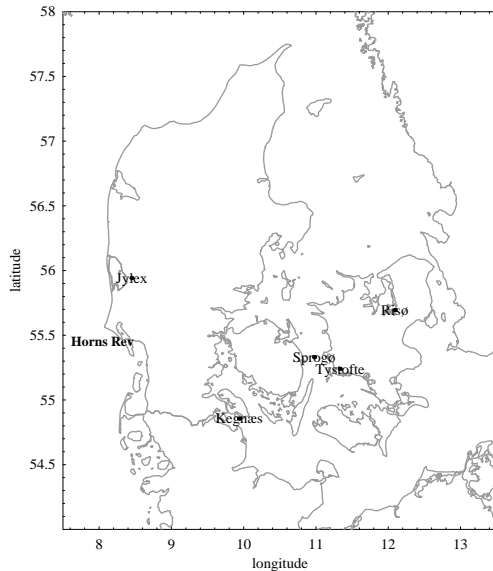 58
57.5
57
56.5
56
55.5
55
54.5
latitude
Jylex
Risø
Horns Rev
Sprogø
Tystofte
Kegnæs
8 9 10 11 12 13
longitude